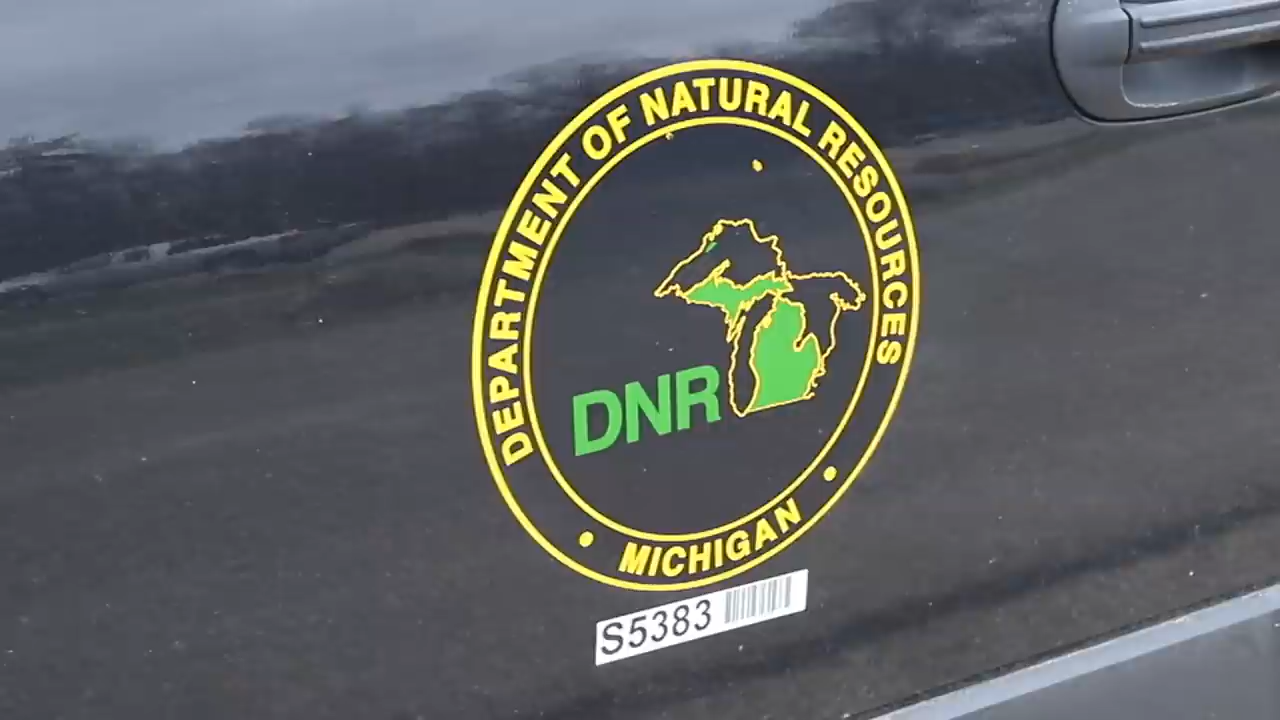 DEPARTMENT OF NATURAL RESOURCES
DNR
• MICHIGAN •
S5383